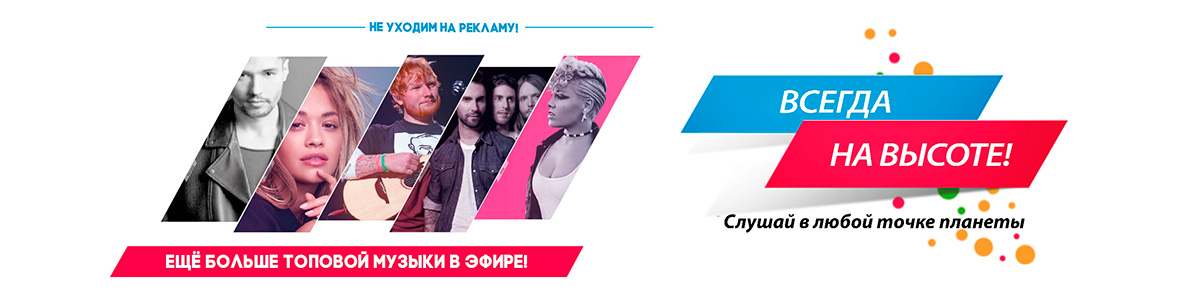 НЕ УХОДИМ НА РЕКЛАМУ!
ЕЩЁ БОЛЬШЕ ТОПОВОЙ МУЗЫКИ В ЭФИРЕ!
ВСЕГДА
НА ВЫСОТЕ!
Слушай в любой точке планеты